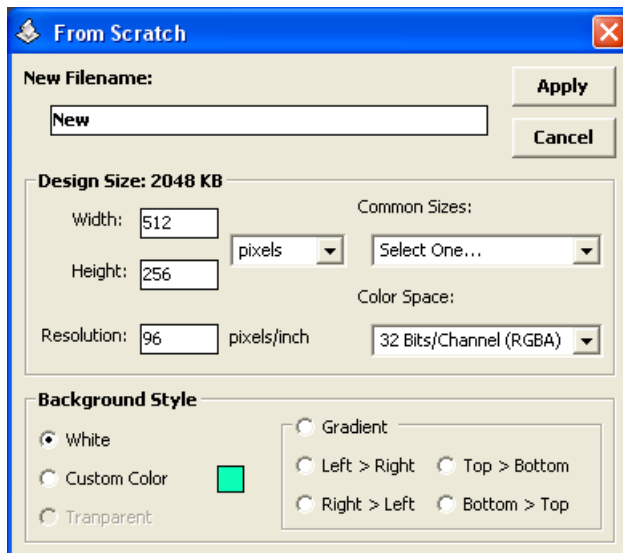 From Scratch
New Filename:
Apply
New
Cancel
Design Size: 2048 KB
Width: 512
pixels
Height: 256
Common Sizes:
Select One...
Color Space:
Resolution: 96 pixels/inch
32 Bits/Channel (RGBA)
Background Style
White
Custom Color
Tranparent
Gradient
Left > Right
Top > Bottom
Right > Left
Bottom > Top